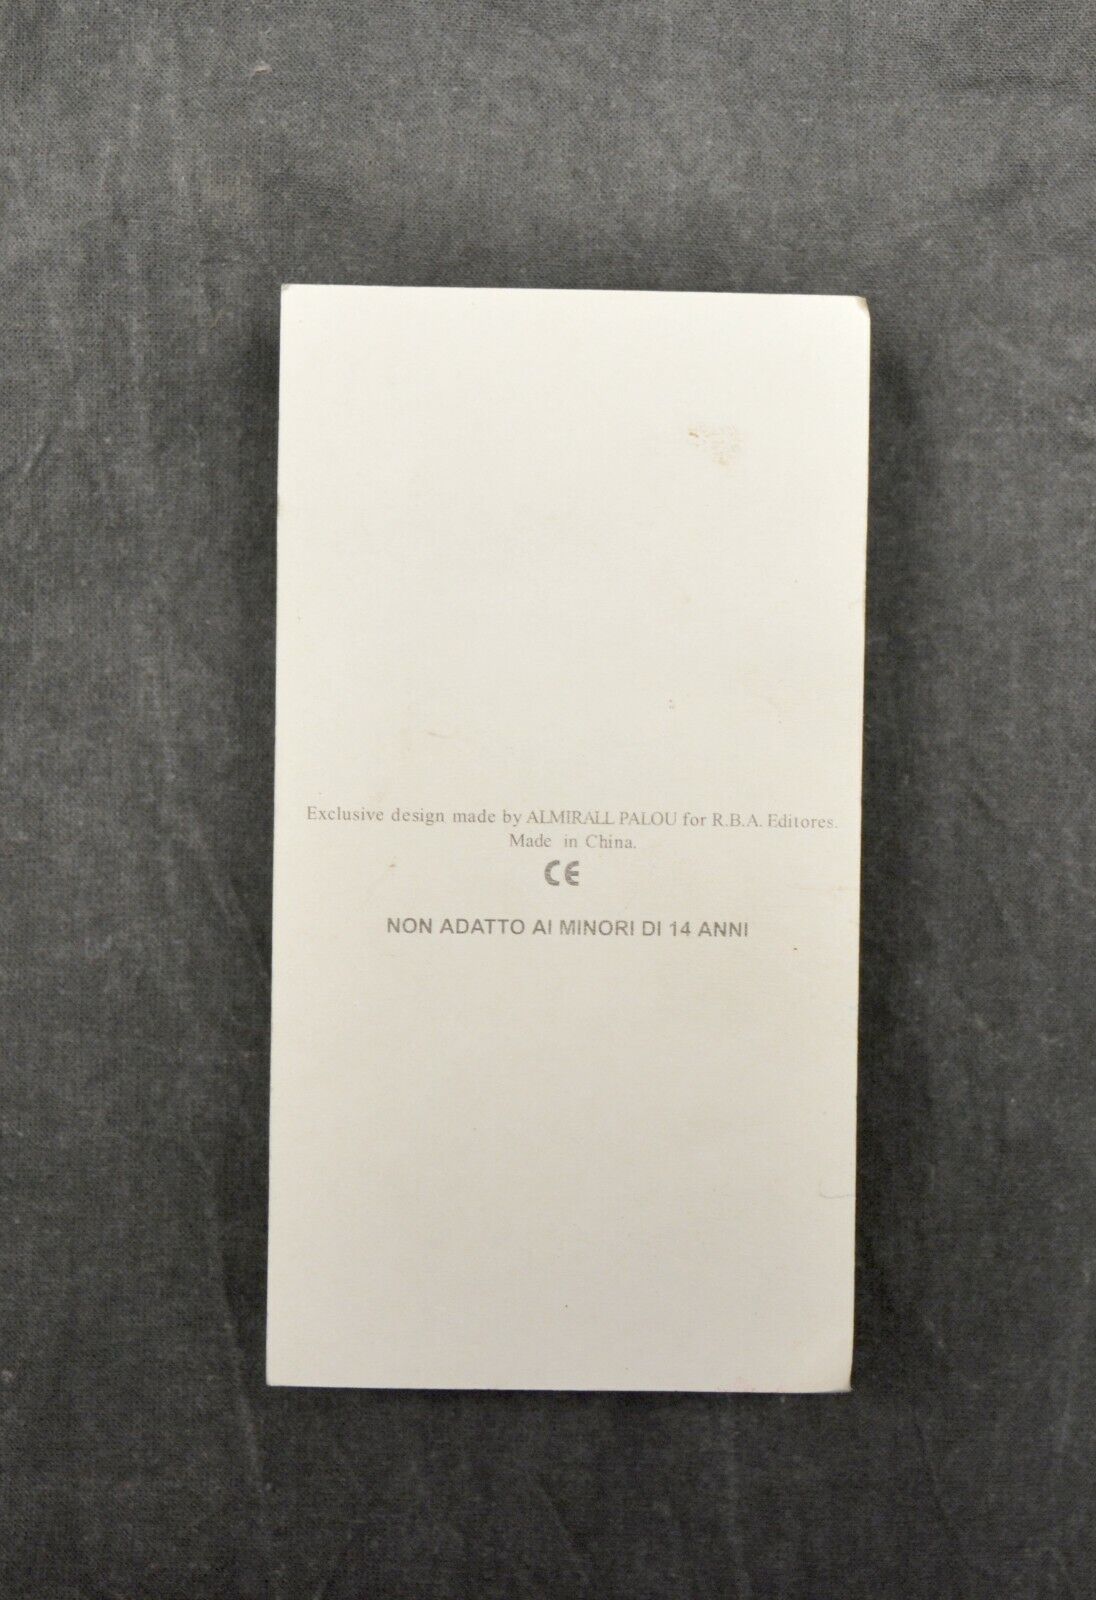 Exclusive design made by ALMIRALL PALOU for R.B.A. Editores.
Made in China.
CE
NON ADATTO AI MINORI DI 14 ANNI